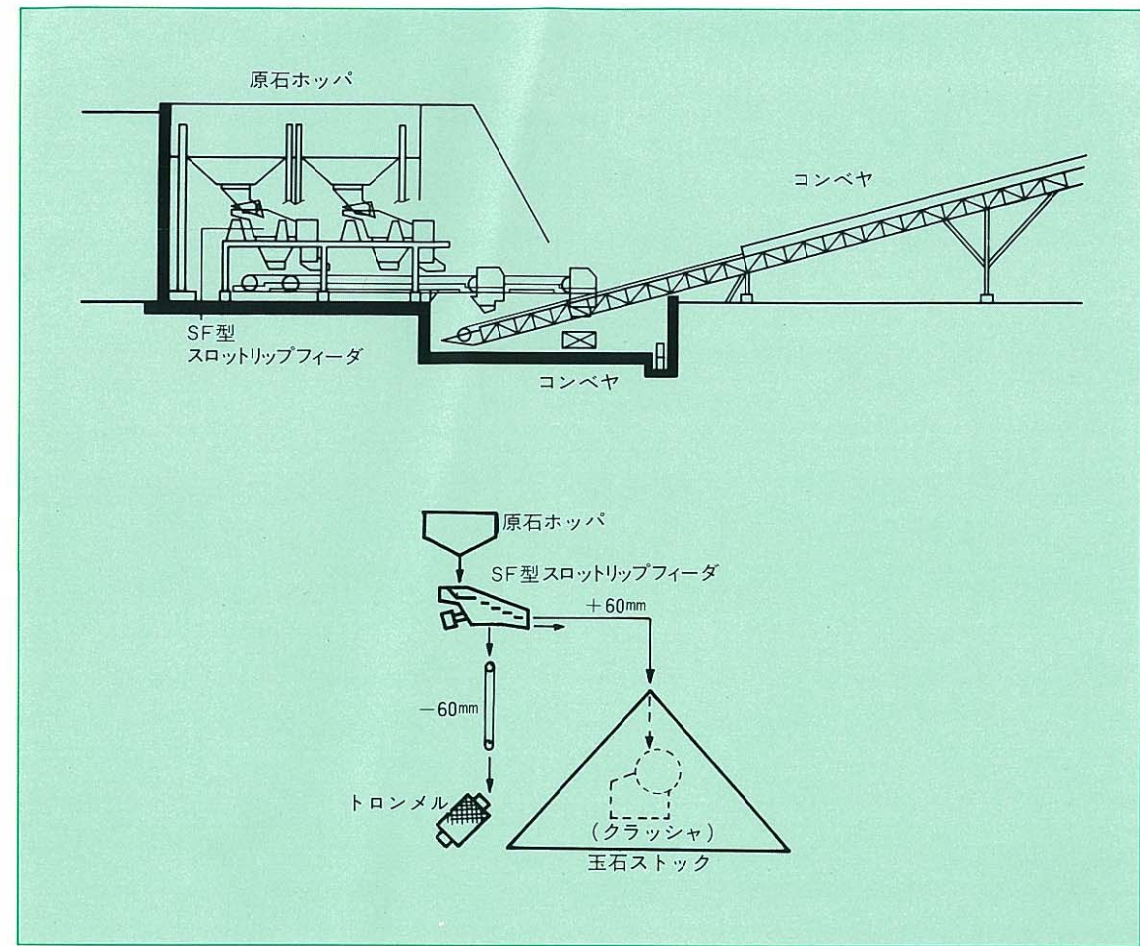 原石ホッパ
コンベヤ
SF型
スロットリップフィーダ
コンベヤ
原石ホッパ
SF型スロットリップフィーダ
+60mm
−60mm
トロンメル
(クラッシャ)
玉石ストック